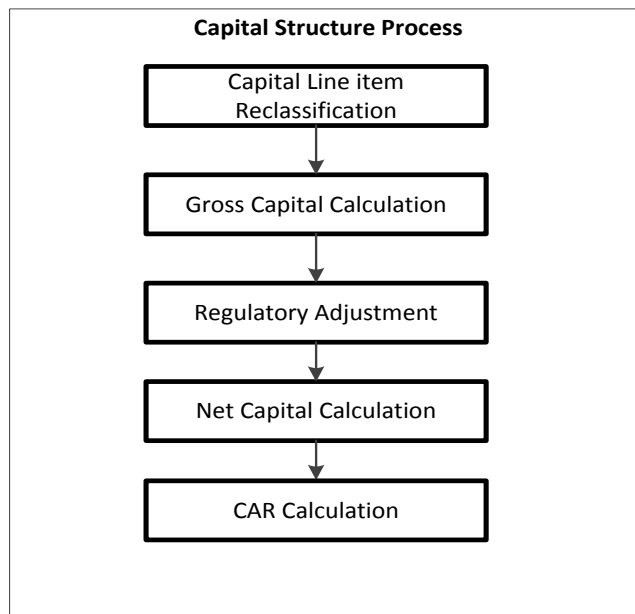 Capital Structure Process
Capital Line item
Reclassification
Gross Capital Calculation
Regulatory Adjustment
Net Capital Calculation
CAR Calculation